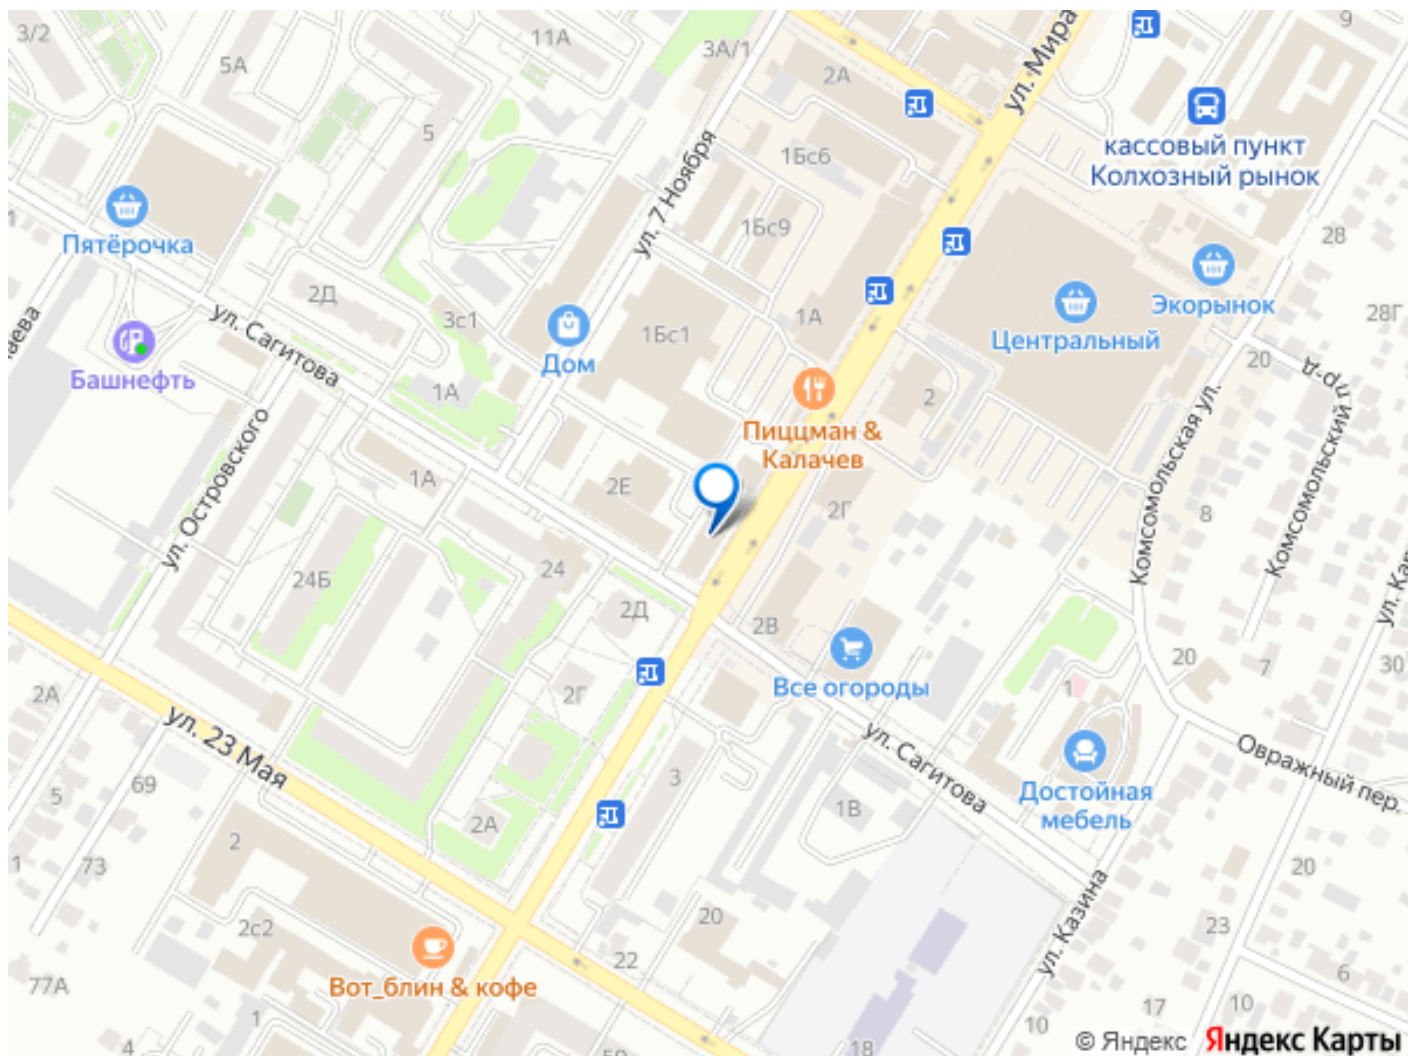 3/2
11А
9
ул. Мира
3А/1
5А
2А
кассовый пункт
Колхозный рынок
5
1Бс6
ул. 7 Ноября
Пятёрочка
1Бс9
28
2Д
Экорынок
28Г
ул. Сагитова
3с1
1А
1Бс1
Центральный
Дом
20
Башнефть
1А
2
Комсомольский пр-д
Пиццман &
Калачев
Комсомольская ул.
ул. Островского
1А
2Е
2Г
8
24Б
24
2Д
2В
20
7
30
Все огороды
1
2А
2Г
ул. 23 Мая
ул. Сагитова
Овражный пер.
3
69
5
Достойная
мебель
1В
2А
2
1
73
20
ул. Казина
20
23
2с2
22
6
Вот_блин & кофе
77А
1
17
10
10
4
18
© Яндекс
Яндекс Карты